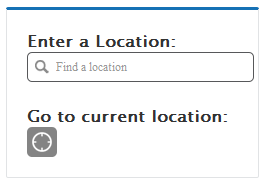 Enter a Location:
Find a location
Go to current location: